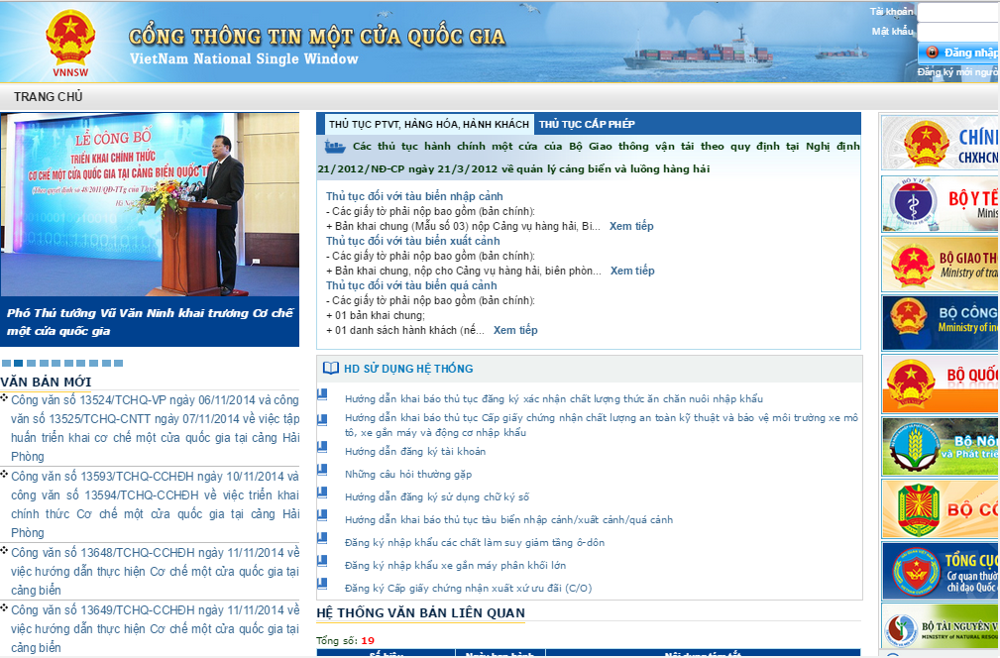 VNNSW
CỔNG THÔNG TIN MỘT CỬA QUỐC GIA
VietNam National Single Window
Tài khoản
Mật khẩu
Đăng nhập
Đăng ký mới ngườ
TRANG CHỦ
LỄ CÔNG BỐ
TRIỂN KHAI CHÍNH THỨC
CƠ CHẾ MỘT CỬA QUỐC GIA TẠI CẢNG BIỂN QUỐC T
Phó Thủ tướng Vũ Văn Ninh khai trương Cơ chế
một cửa quốc gia
VĂN BẢN MỚI
Công văn số 13524/TCHQ-VP ngày 06/11/2014 và công
văn số 13525/TCHQ-CNTT ngày 07/11/2014 về việc tập
huấn triển khai cơ chế một cửa quốc gia tại cảng Hải
Phòng
Công văn số 13593/TCHQ-CCHĐH ngày 10/11/2014 và
công văn số 13594/TCHQ-CCHĐH về việc triển khai
chính thức Cơ chế một cửa quốc gia tại cảng Hải
Phòng
Công văn số 13648/TCHQ-CCHĐH ngày 11/11/2014 về
việc hướng dẫn thực hiện Cơ chế một cửa quốc gia tại
cảng biển
Công văn số 13649/TCHQ-CCHĐH ngày 11/11/2014 về
việc hướng dẫn thực hiện Cơ chế một cửa quốc gia tại
cảng biển
THỦ TỤC PTVT, HÀNG HÓA, HÀNH KHÁCH THỦ TỤC CẤP PHÉP
Các thủ tục hành chính một cửa của Bộ Giao thông vận tải theo quy định tại Nghị định
21/2012/NĐ-CP ngày 21/3/2012 về quản lý cảng biển và luồng hàng hải
Thủ tục đối với tàu biển nhập cảnh
- Các giấy tờ phải nộp bao gồm (bản chính):
+ Bản khai chung (Mẫu số 03) nộp Cảng vụ hàng hải, Bi... Xem tiếp
Thủ tục đối với tàu biển xuất cảnh
- Các giấy tờ phải nộp bao gồm (bản chính):
+ Bản khai chung, nộp cho Cảng vụ hàng hải, biên phòn... Xem tiếp
Thủ tục đối với tàu biển quá cảnh
- Các giấy tờ phải nộp bao gồm (bản chính):
+ 01 bản khai chung;
+ 01 danh sách hành khách (nế... Xem tiếp
HD SỬ DỤNG HỆ THỐNG
Hướng dẫn khai báo thủ tục đăng ký xác nhận chất lượng thức ăn chăn nuôi nhập khẩu
Hướng dẫn khai báo thủ tục Cấp giấy chứng nhận chất lượng an toàn kỹ thuật và bảo vệ môi trường xe mô
tô, xe gắn máy và động cơ nhập khẩu
Hướng dẫn đăng ký tài khoản
Những câu hỏi thường gặp
Hướng dẫn đăng ký sử dụng chữ ký số
Hướng dẫn khai báo thủ tục tàu biển nhập cảnh/xuất cảnh/quá cảnh
Đăng ký nhập khẩu các chất làm suy giảm tầng ô-dôn
Đăng ký nhập khẩu xe gắn máy phân khối lớn
Đăng ký Cấp giấy chứng nhận xuất xứ ưu đãi (C/O)
HỆ THỐNG VĂN BẢN LIÊN QUAN
Tổng số: 19
Số hiệu Ngày ban hành Nội dung tóm tắt
CHÍN
CHXHCN
BỘ Y TẾ
Minis
BỘ GIAO TH
Ministry of tra
BỘ CÔNG
Mministry of in
BỘ QUỐ
Bộ Nôn
và Phát triể
BỘ CÔ
TỔNG CỤC
Cơ quan thườ
chỉ đạo Quốc
BỘ TÀI NGUYÊN V
MINISTRY of NATURAL RESOU